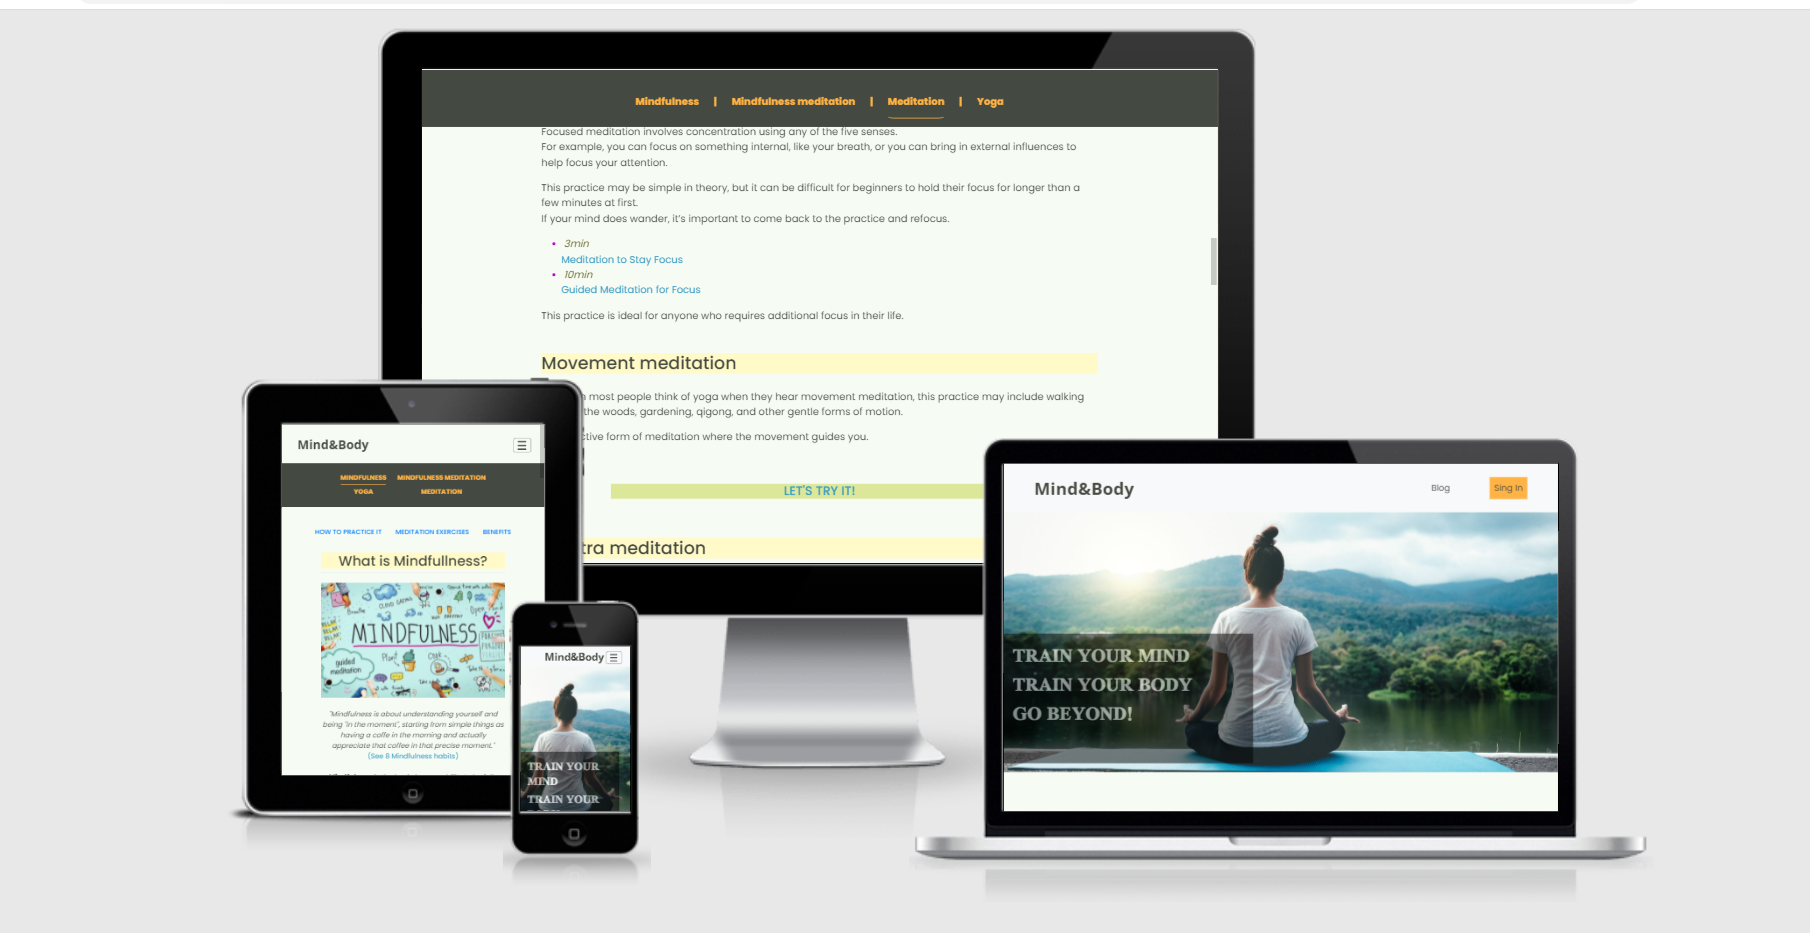 Mindfulness | Mindfulness meditation | Meditation | Yoga
Focused meditation involves concentration using any of the five senses.
For example, you can focus on something internal, like your breath, or you can bring in external influences to
help focus your attention.
This practice may be simple in theory, but it can be difficult for beginners to hold their focus for longer than a
few minutes at first.
If your mind does wander, it's important to come back to the practice and refocus.
• 3min
Meditation to Stay Focus
• 10min
Guided Meditation for Focus
This practice is ideal for anyone who requires additional focus in their life.
Movement meditation
most people think of yoga when they hear movement meditation, this practice may include walking
the woods, gardening, qigong, and other gentle forms of motion.
ctive form of meditation where the movement guides you.
LET'S TRY IT!
tra meditation
Mind&Body
MINDFULNESS MINDFULNESS MEDITATION
YOGA MEDITATION
HOW TO PRACTICE IT MEDITATION EXERCISES BENEFITS
What is Mindfullness?
MINDFULNESS
guided
meditation
Plant
"Mindfulness is about understanding yourself and
being "in the moment", starting from simple things as
having a coffe in the morning and actually
appreciate that coffee in that precise moment."
(See 8 Mindfulness habits)
Mind&Body
TRAIN YOUR
MIND
TRAIN YOUR
Mind&Body
Blog
Sing In
TRAIN YOUR MIND
TRAIN YOUR BODY
GO BEYOND!